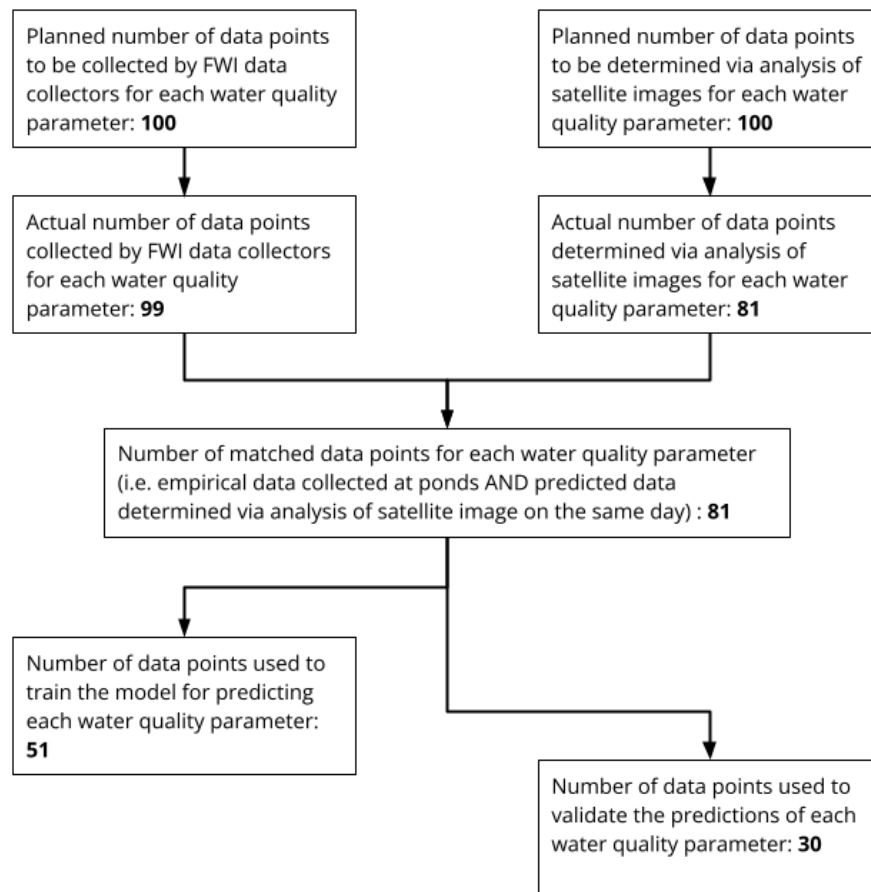 Planned number of data points
to be collected by FWI data
collectors for each water quality
parameter: 100
Planned number of data points
to be determined via analysis of
satellite images for each water
quality parameter: 100
Actual number of data points
collected by FWI data collectors
for each water quality
parameter: 99
Actual number of data points
determined via analysis of
satellite images for each water
quality parameter: 81
Number of matched data points for each water quality parameter
(i.e. empirical data collected at ponds AND predicted data
determined via analysis of satellite image on the same day) : 81
Number of data points used to
train the model for predicting
each water quality parameter:
51
Number of data points used to
validate the predictions of each
water quality parameter: 30